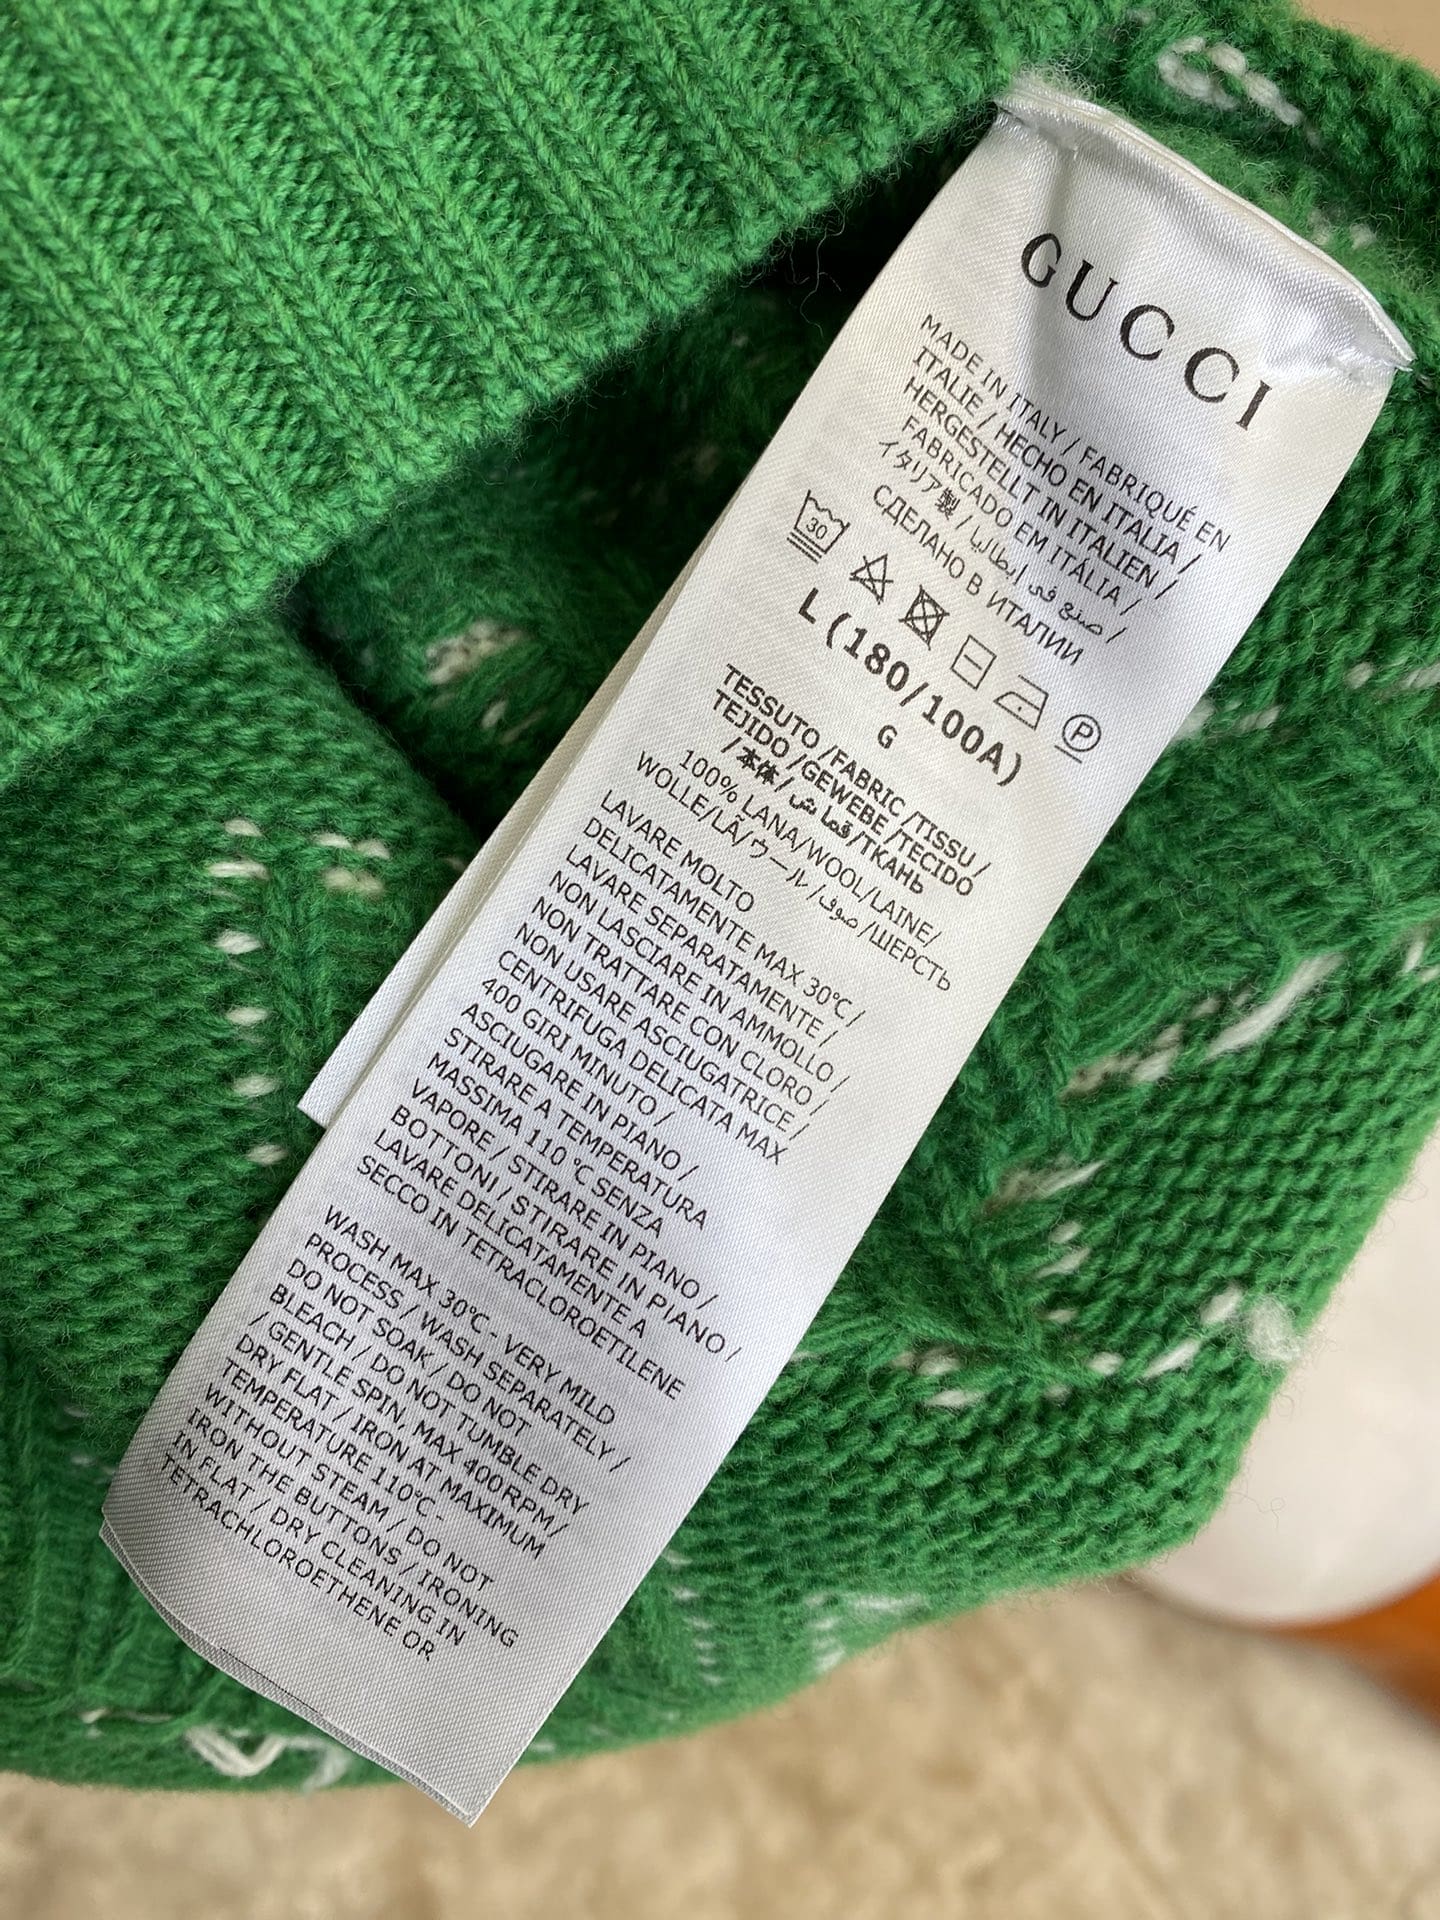 GUCCI
MADE IN ITALY / FABRIQUÉ EN
ITALIE / HECHO EN ITALIA /
HERGESTELLT IN ITALIEN /
FABRICADO EM ITÁLIA /
イタリア製 / صنع في إيطاليا /
СДЕЛАНО В ИТАЛИИ
30 P
L(180/100A)
G
TESSUTO /FABRIC /TISSU /
TEJIDO /GEWEBE /TECIDO
/本体/ قماش/ТКАНЬ
100% LANA/WOOL/LAINE/
WOLLE/LÃ/ウール/صوف /ШЕРСТЬ
LAVARE MOLTO
DELICATAMENTE MAX 30°C /
LAVARE SEPARATAMENTE /
NON LASCIARE IN AMMOLLO /
NON TRATTARE CON CLORO /
NON USARE ASCIUGATRICE /
CENTRIFUGA DELICATA MAX
400 GIRI MINUTO /
ASCIUGARE IN PIANO /
STIRARE A TEMPERATURA
MASSIMA 110 °C SENZA
VAPORE / STIRARE IN PIANO /
BOTTONI / STIRARE IN PIANO /
LAVARE DELICATAMENTE A
SECCO IN TETRACLOROETILENE
WASH MAX 30°C - VERY MILD
PROCESS / WASH SEPARATELY /
DO NOT SOAK / DO NOT
BLEACH / DO NOT TUMBLE DRY
/ GENTLE SPIN, MAX 400RPM /
DRY FLAT / IRON AT MAXIMUM
TEMPERATURE 110°C -
WITHOUT STEAM / DO NOT
IRON THE BUTTONS / IRONING
IN FLAT / DRY CLEANING IN
TETRACHLOROETHENE OR